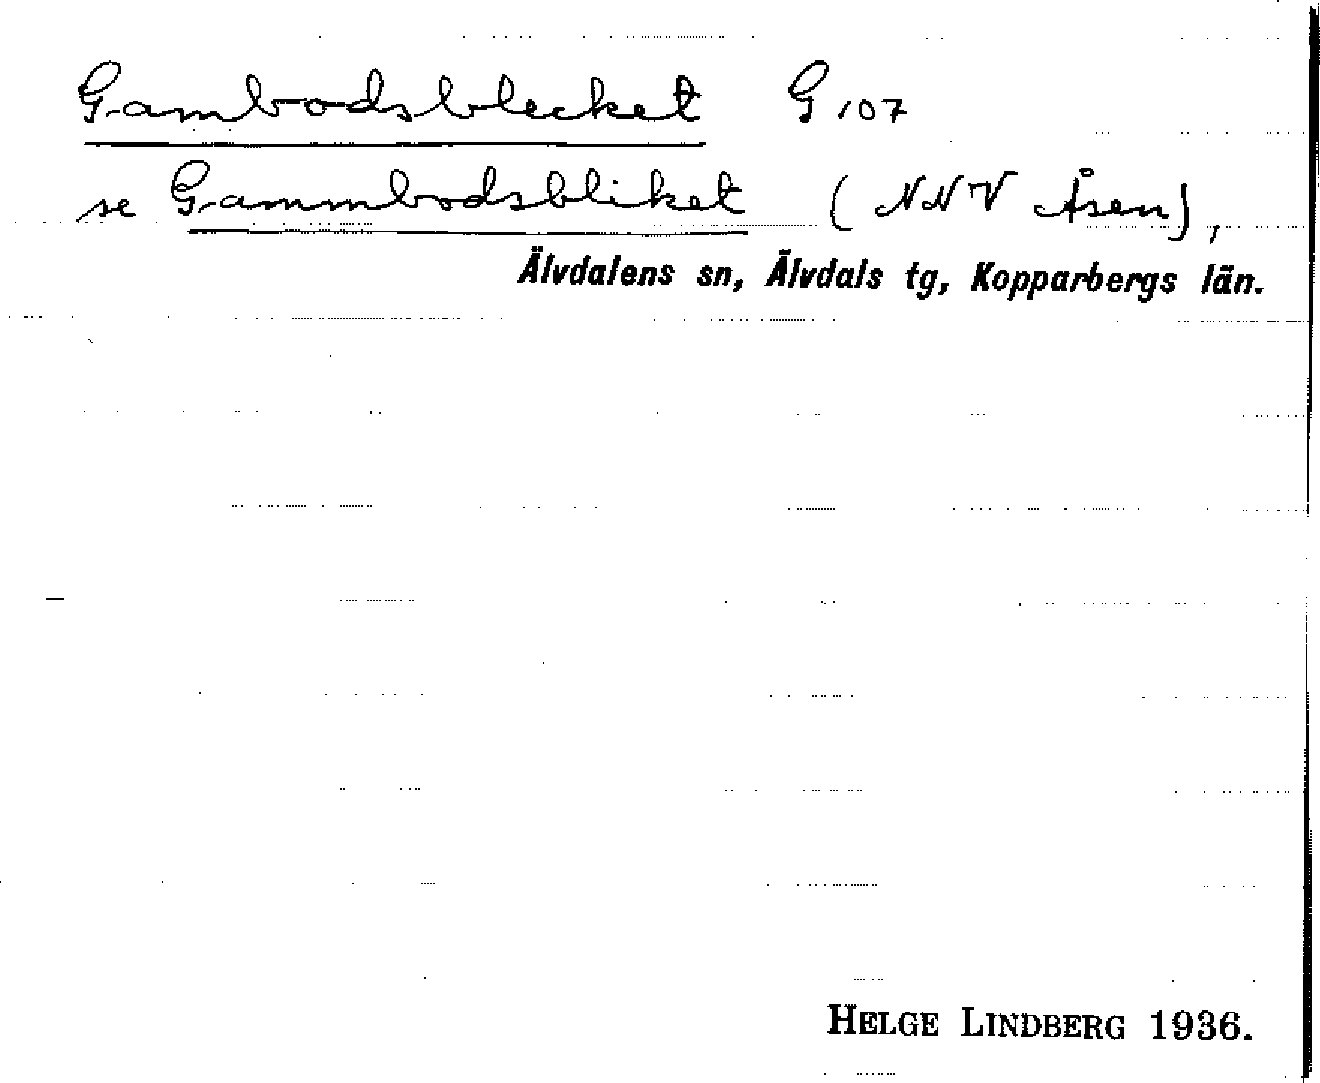 Gambodsblecket G 107
se Gammbodsbliket (NNV Åsen),
Älvdalens sn, Älvdals tg, Kopparbergs län.
HELGE LINDBERG 1936.